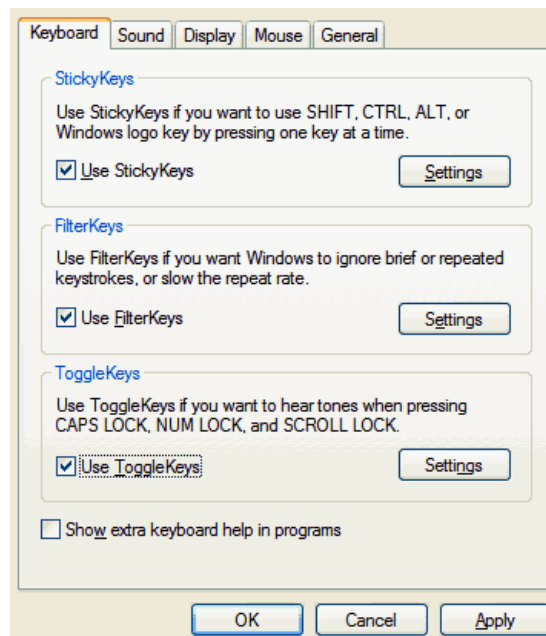 Keyboard Sound Display Mouse General
StickyKeys
Use StickyKeys if you want to use SHIFT, CTRL, ALT, or
Windows logo key by pressing one key at a time.
Use StickyKeys Settings
FilterKeys
Use FilterKeys if you want Windows to ignore brief or repeated
keystrokes, or slow the repeat rate.
Use FilterKeys Settings
ToggleKeys
Use ToggleKeys if you want to hear tones when pressing
CAPS LOCK, NUM LOCK, and SCROLL LOCK.
Use ToggleKeys Settings
Show extra keyboard help in programs
OK Cancel Apply